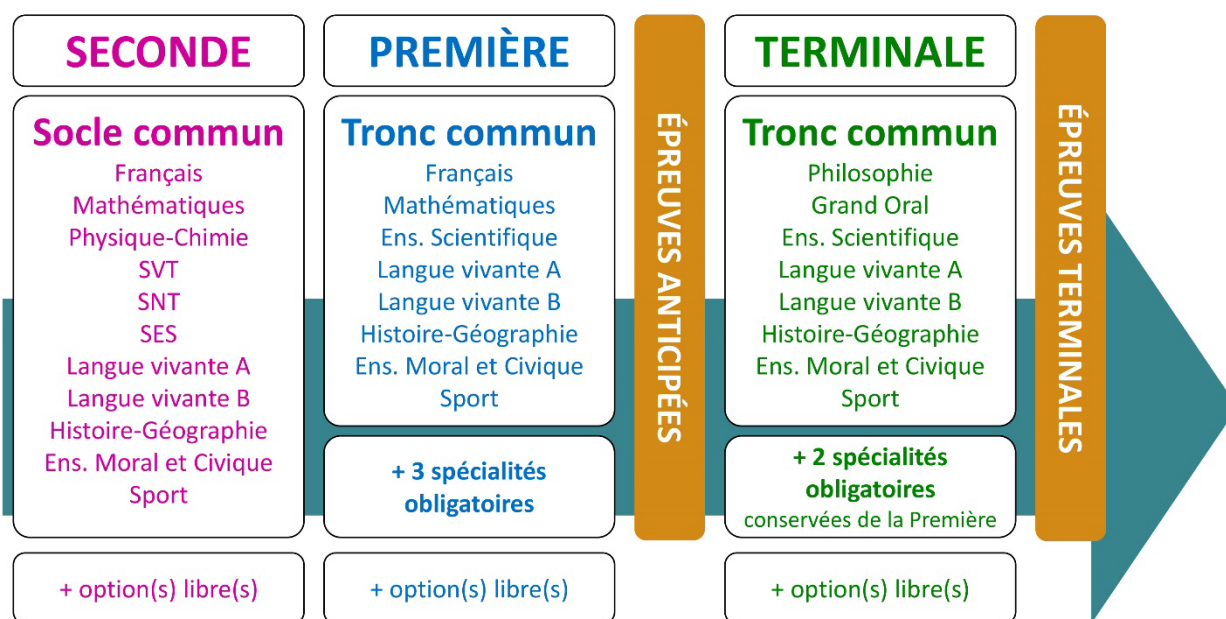 SECONDE
Socle commun
Français
Mathématiques
Physique-Chimie
SVT
SNT
SES
Langue vivante A
Langue vivante B
Histoire-Géographie
Ens. Moral et Civique
Sport
+ option(s) libre(s)
PREMIÈRE
Tronc commun
Français
Mathématiques
Ens. Scientifique
Langue vivante A
Langue vivante B
Histoire-Géographie
Ens. Moral et Civique
Sport
+ 3 spécialités
obligatoires
+ option(s) libre(s)
ÉPREUVES ANTICIPÉES
TERMINALE
Tronc commun
Philosophie
Grand Oral
Ens. Scientifique
Langue vivante A
Langue vivante B
Histoire-Géographie
Ens. Moral et Civique
Sport
+ 2 spécialités
obligatoires
conservées de la Première
+ option(s) libre(s)
ÉPREUVES TERMINALES